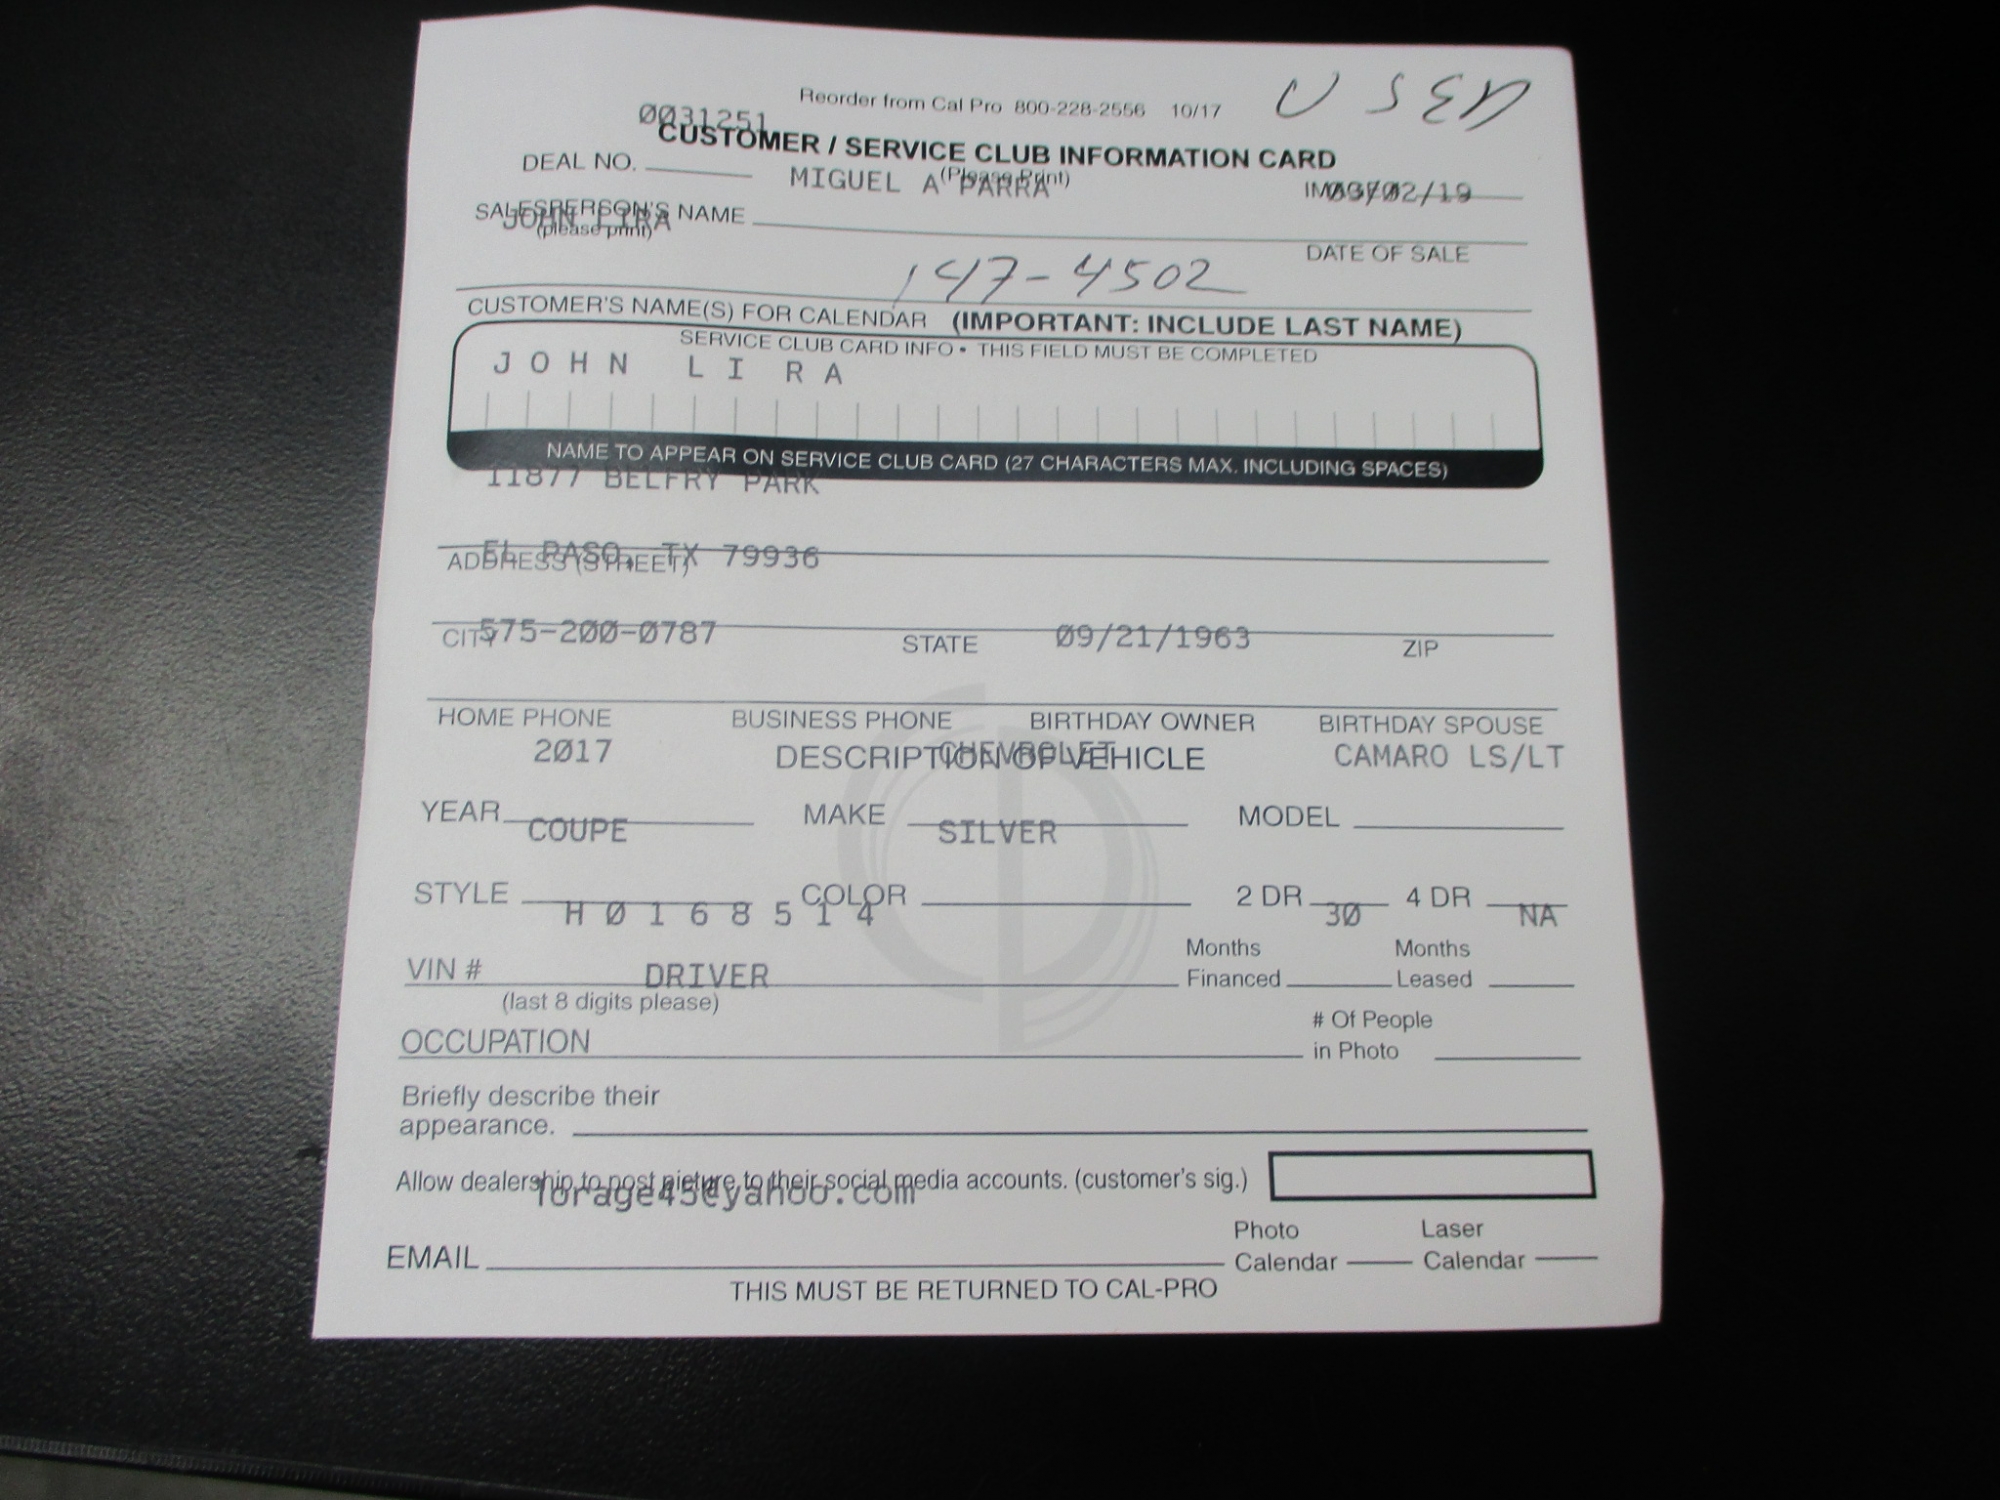 Reorder from Cal Pro 800-228-2556 10/17
USED
0031251
CUSTOMER / SERVICE CLUB INFORMATION CARD
DEAL NO.
MIGUEL A PARRA
(Please Print)
/02/19
SALESPERSON'S NAME
JOHN LIRA
(please print)
DATE OF SALE
147-4502
CUSTOMER'S NAME(S) FOR CALENDAR (IMPORTANT: INCLUDE LAST NAME)
SERVICE CLUB CARD INFO • THIS FIELD MUST BE COMPLETED
JOHN LIRA
NAME TO APPEAR ON SERVICE CLUB CARD (27 CHARACTERS MAX. INCLUDING SPACES)
11877 BELFRY PARK
EL PASO, TX 79936
ADDRESS (STREET)
575-200-0787 09/21/1963
CITY STATE ZIP
HOME PHONE BUSINESS PHONE BIRTHDAY OWNER BIRTHDAY SPOUSE
2017 CHEVROLET CAMARO LS/LT
DESCRIPTION OF VEHICLE
YEAR MAKE MODEL
COUPE SILVER
STYLE COLOR 2 DR 4 DR
H0168514 30 NA
Months Financed Months Leased
VIN # DRIVER
(last 8 digits please)
OCCUPATION # Of People in Photo
Briefly describe their
appearance.
Allow dealership to post picture to their social media accounts. (customer's sig.)
lorage45@yahoo.com
EMAIL Photo Calendar Laser Calendar
THIS MUST BE RETURNED TO CAL-PRO